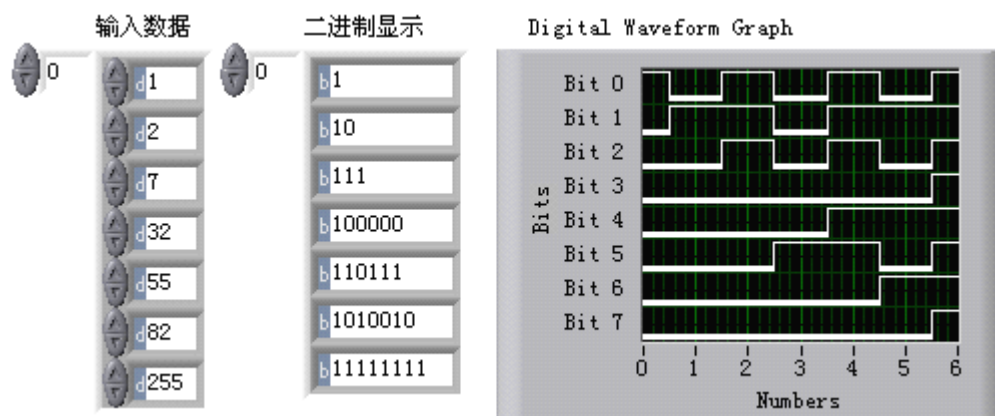 输入数据
0
d1
d2
d7
d32
d55
d82
d255
二进制显示
0
b1
b10
b111
b100000
b110111
b1010010
b11111111
Digital Waveform Graph
Bits
Bit 0
Bit 1
Bit 2
Bit 3
Bit 4
Bit 5
Bit 6
Bit 7
0 1 2 3 4 5 6
Numbers